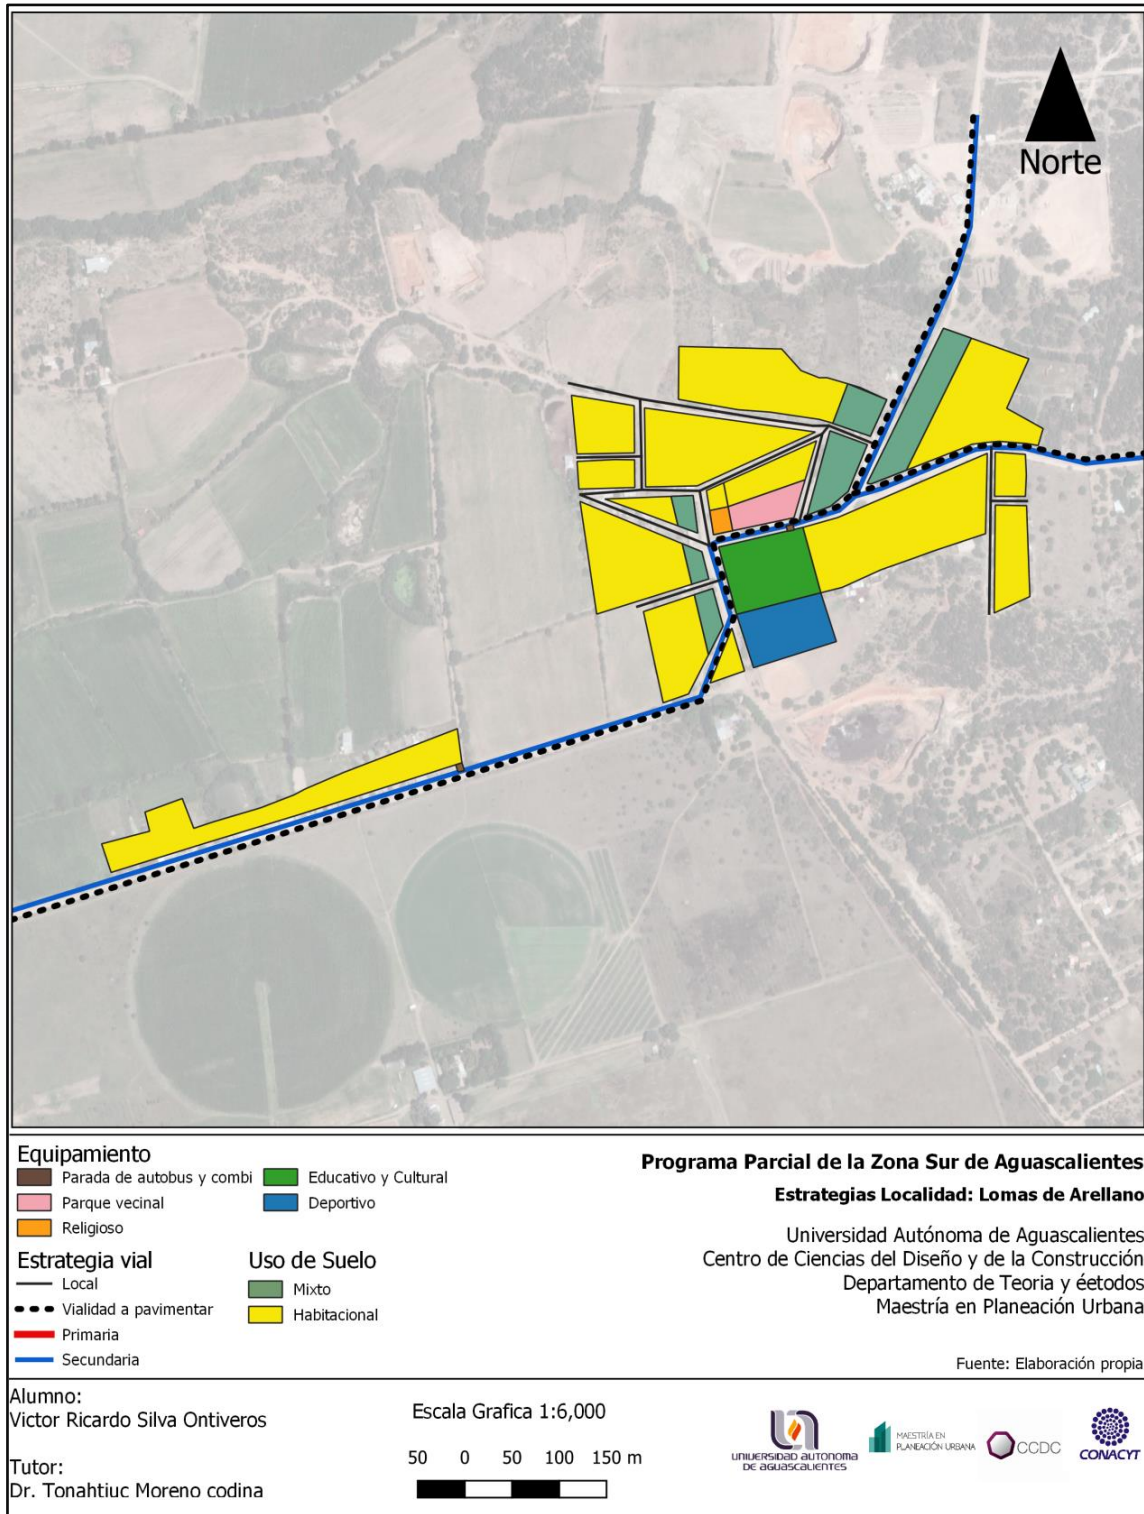 Norte
Equipamiento
Parada de autobus y combi
Parque vecinal
Religioso
Educativo y Cultural
Deportivo
Estrategia vial
Local
Vialidad a pavimentar
Primaria
Secundaria
Uso de Suelo
Mixto
Habitacional
Programa Parcial de la Zona Sur de Aguascalientes
Estrategias Localidad: Lomas de Arellano
Universidad Autónoma de Aguascalientes
Centro de Ciencias del Diseño y de la Construcción
Departamento de Teoria y éetodos
Maestría en Planeación Urbana
Fuente: Elaboración propia
Alumno:
Victor Ricardo Silva Ontiveros
Tutor:
Dr. Tonahtiuc Moreno codina
Escala Grafica 1:6,000
50 0 50 100 150 m
UNIVERSIDAD AUTONOMA
DE AGUASCALIENTES
MAESTRÍA EN
PLANEACIÓN URBANA
CCDC
CONACYT